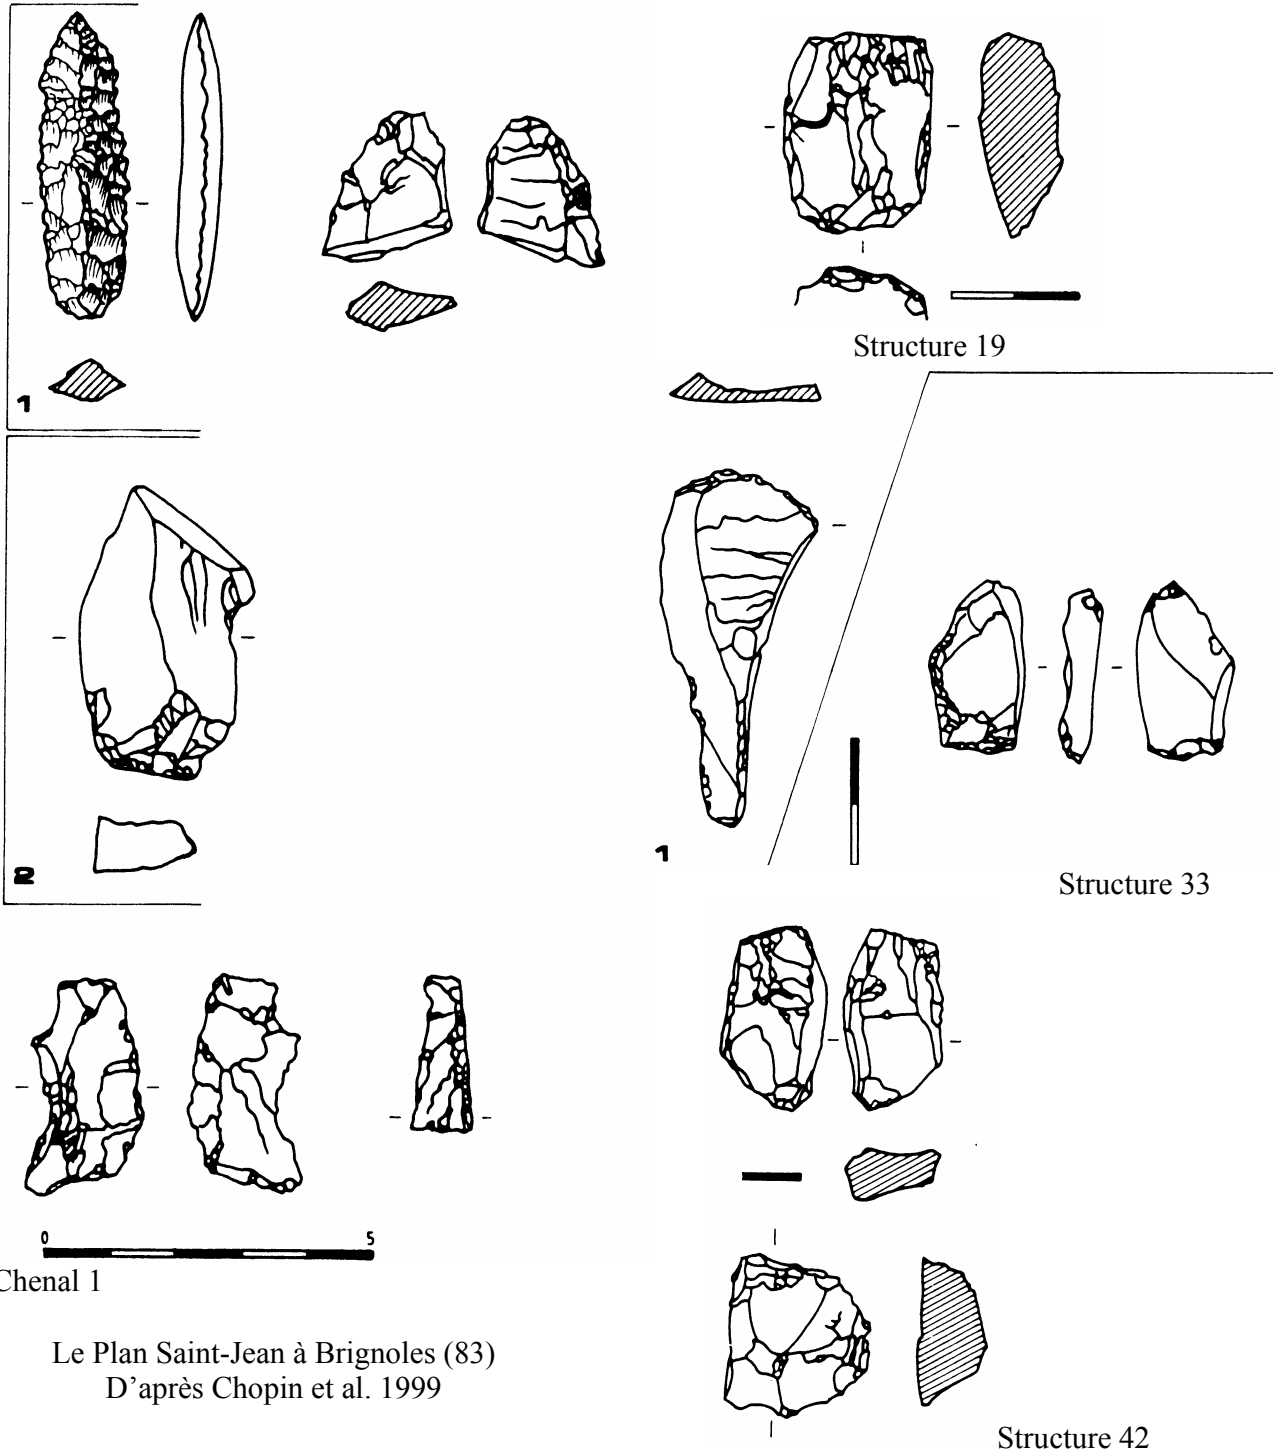 1
Structure 19
2
1
Structure 33
0 5
Chenal 1
Le Plan Saint-Jean à Brignoles (83)
D'après Chopin et al. 1999
Structure 42